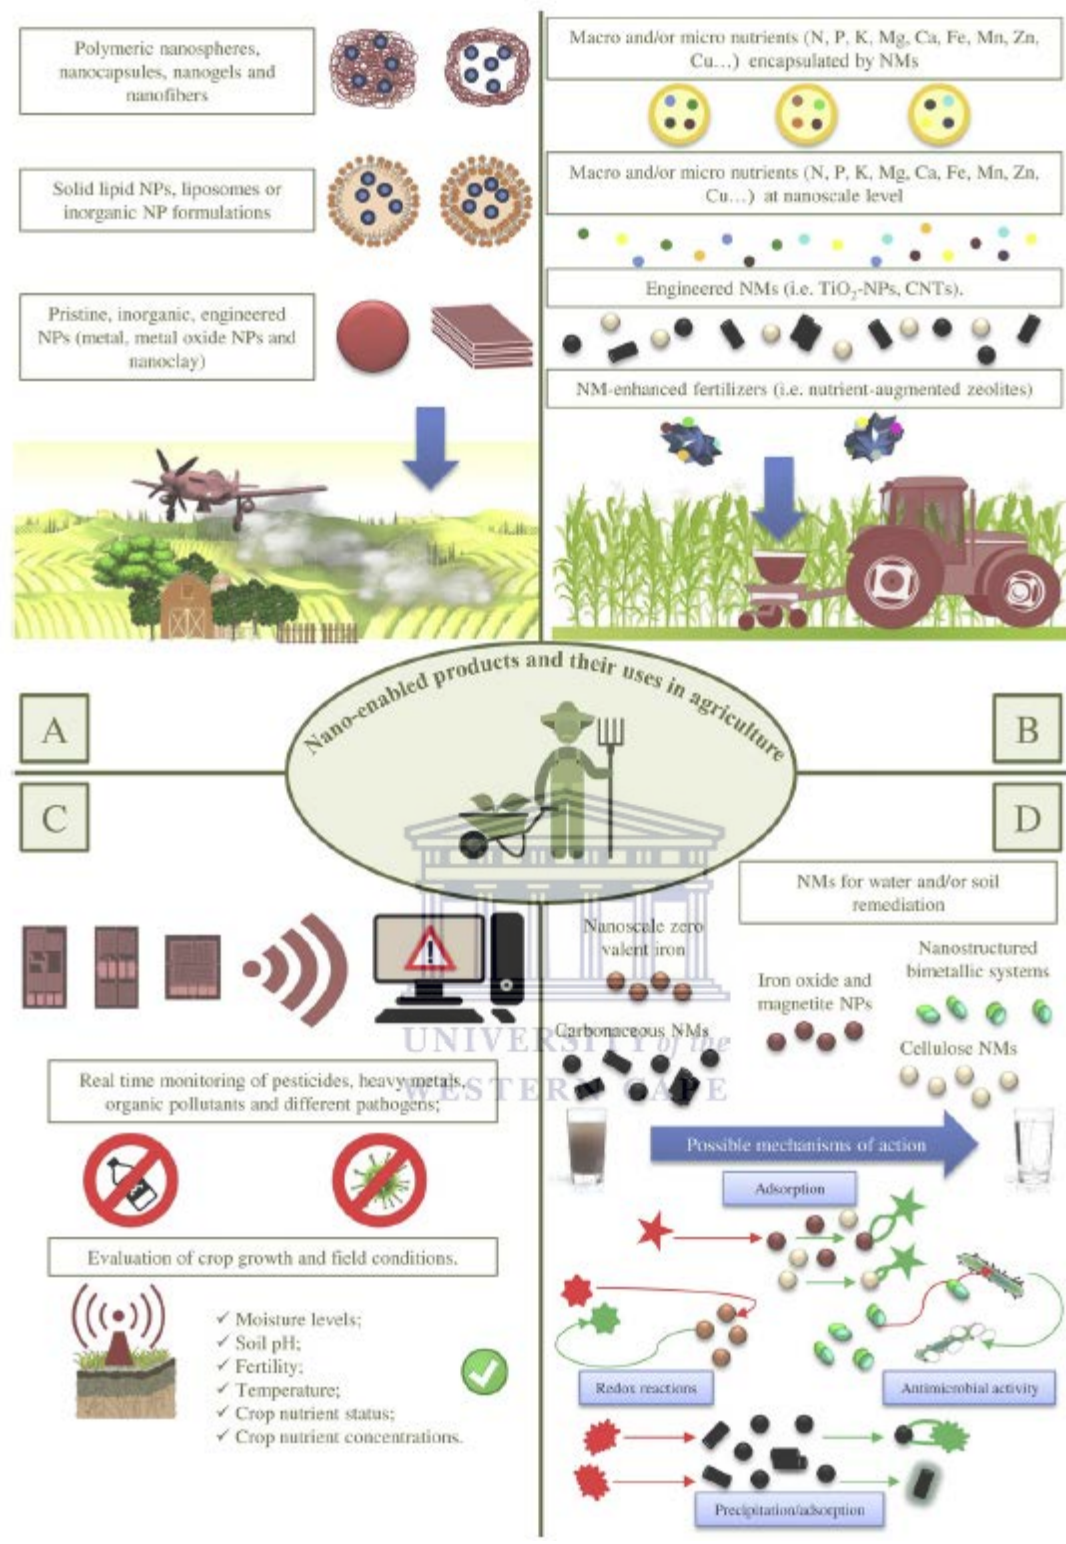 Polymeric nanospheres,
nanocapsules, nanogels and
nanofibers
Solid lipid NPs, liposomes or
inorganic NP formulations
Pristine, inorganic, engineered
NPs (metal, metal oxide NPs and
nanoclay)
Macro and/or micro nutrients (N, P, K, Mg, Ca, Fe, Mn, Zn,
Cu…) encapsulated by NMs
Macro and/or micro nutrients (N, P, K, Mg, Ca, Fe, Mn, Zn,
Cu…) at nanoscale level
Engineered NMs (i.e. TiO₂-NPs, CNTs).
NM-enhanced fertilizers (i.e. nutrient-augmented zeolites)
Nano-enabled products and their uses in agriculture
A
B
C
D
Real time monitoring of pesticides, heavy metals,
organic pollutants and different pathogens;
Evaluation of crop growth and field conditions.
✓ Moisture levels;
✓ Soil pH;
✓ Fertility;
✓ Temperature;
✓ Crop nutrient status;
✓ Crop nutrient concentrations.
NMs for water and/or soil
remediation
Nanoscale zero
valent iron
Iron oxide and
magnetite NPs
Nanostructured
bimetallic systems
Carbonaceous NMs
Cellulose NMs
UNIVERSITY of the
WESTERN CAPE
Possible mechanisms of action
Adsorption
Redox reactions
Antimicrobial activity
Precipitation/adsorption